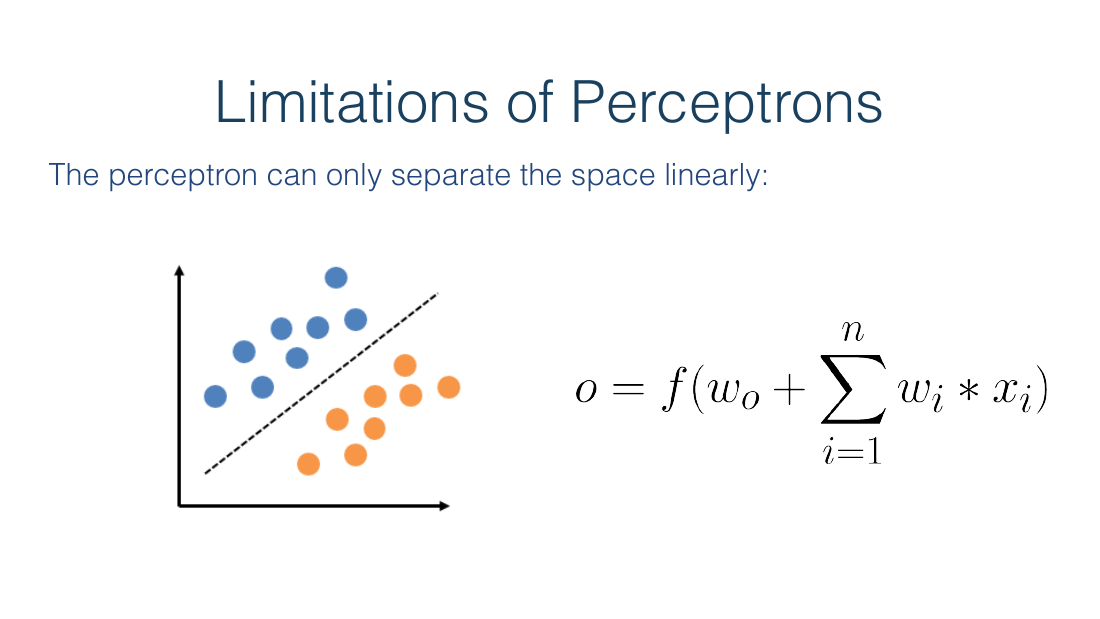 Limitations of Perceptrons
The perceptron can only separate the space linearly:
n
o = f(w_o + ∑ w_i * x_i)
i=1